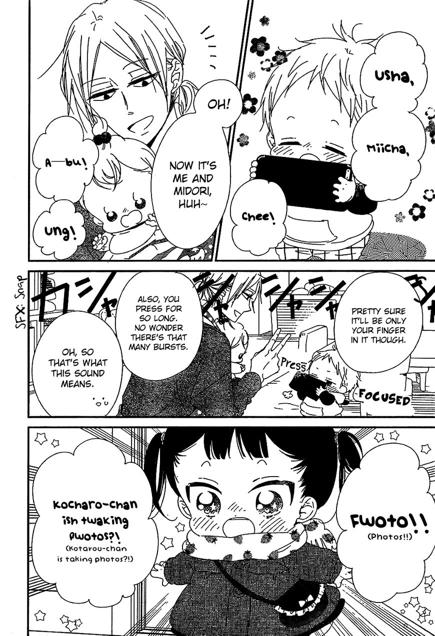 USHA,
MiiCHA,
CHEE!
OH!
NOW IT'S
ME AND
MIDORI,
HUH~
A—BU!
UNG!
PRETTY SURE
IT'LL BE ONLY
YOUR FINGER
IN IT THOUGH.
PRESS
FOCUSED
ALSO, YOU
PRESS FOR
SO LONG.
NO WONDER
THERE'S THAT
MANY BURSTS.
OH, SO
THAT'S WHAT
THIS SOUND
MEANS.
SFX: Snap
FWOTO!!
(PHOTOS!!)
KOCHARO-CHAN
ISH TWAKING
PWOTOS?!
(KOTAROU-CHAN
IS TAKING PHOTOS?!)